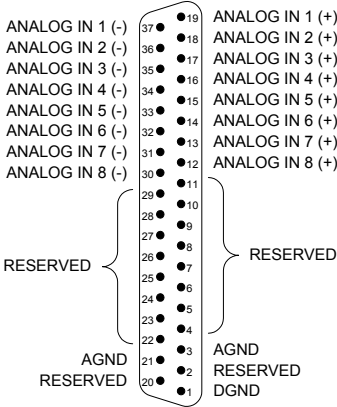 19 ANALOG IN 1 (+)
ANALOG IN 1 (-) 37
18 ANALOG IN 2 (+)
ANALOG IN 2 (-) 36
17 ANALOG IN 3 (+)
ANALOG IN 3 (-) 35
16 ANALOG IN 4 (+)
ANALOG IN 4 (-) 34
15 ANALOG IN 5 (+)
ANALOG IN 5 (-) 33
14 ANALOG IN 6 (+)
ANALOG IN 6 (-) 32
13 ANALOG IN 7 (+)
ANALOG IN 7 (-) 31
12 ANALOG IN 8 (+)
ANALOG IN 8 (-) 30
11
29
10
28
9
27
8
RESERVED
26
7
RESERVED
25
6
24
5
23
4
22
3 AGND
AGND 21
2 RESERVED
RESERVED 20
1 DGND